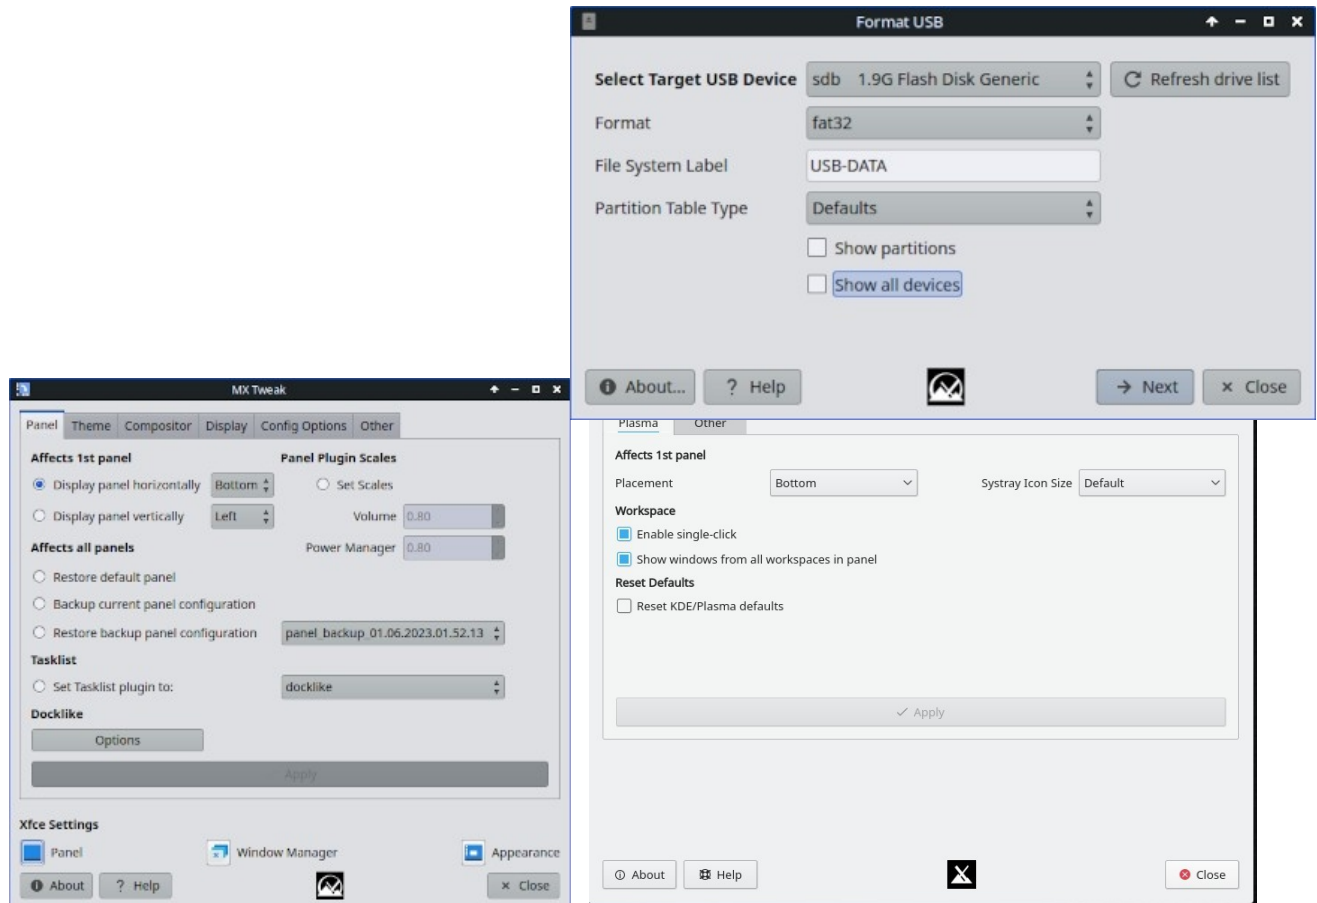 Format USB
Select Target USB Device sdb 1.9G Flash Disk Generic Refresh drive list
Format fat32
File System Label USB-DATA
Partition Table Type Defaults
Show partitions
Show all devices
About... ? Help Next Close
MX Tweak
Panel Theme Compositor Display Config Options Other
Affects 1st panel Panel Plugin Scales
Display panel horizontally Bottom Set Scales
Display panel vertically Left Volume 0.80
Affects all panels Power Manager 0.80
Restore default panel
Backup current panel configuration
Restore backup panel configuration panel_backup_01.06.2023.01.52.13
Tasklist
Set Tasklist plugin to: docklike
Docklike
Options
Apply
Xfce Settings
Panel Window Manager Appearance
About ? Help Close
Plasma Other
Affects 1st panel
Placement Bottom Systray Icon Size Default
Workspace
Enable single-click
Show windows from all workspaces in panel
Reset Defaults
Reset KDE/Plasma defaults
Apply
About Help Close